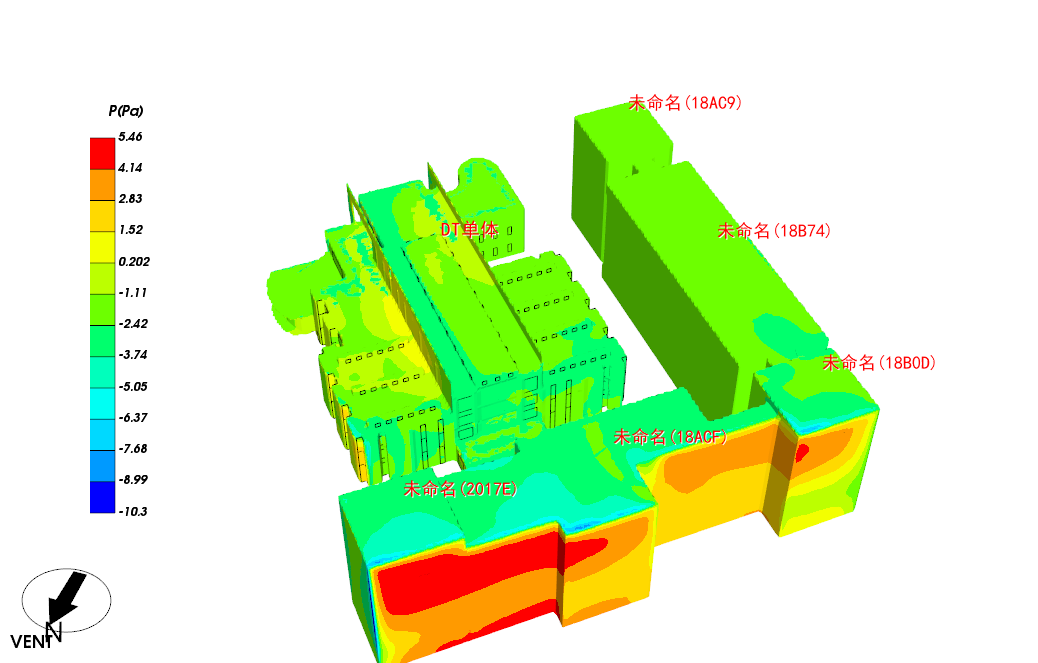 P(Pa)
5.46
4.14
2.83
1.52
0.202
-1.11
-2.42
-3.74
-5.05
-6.37
-7.68
-8.99
-10.3
未命名(18AC9)
DT单体
未命名(18B74)
未命名(18B0D)
未命名(18ACF)
未命名(2017E)
N
VENT